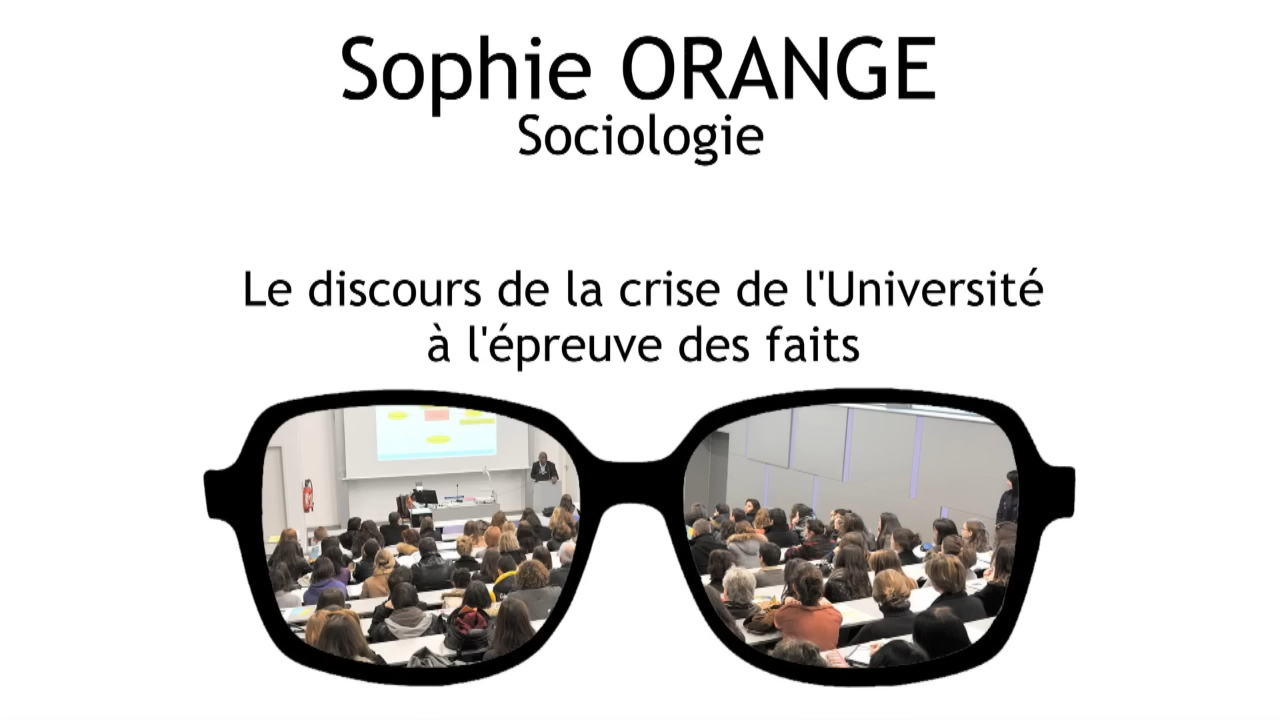 Sophie ORANGE
Sociologie
Le discours de la crise de l'Université
à l'épreuve des faits